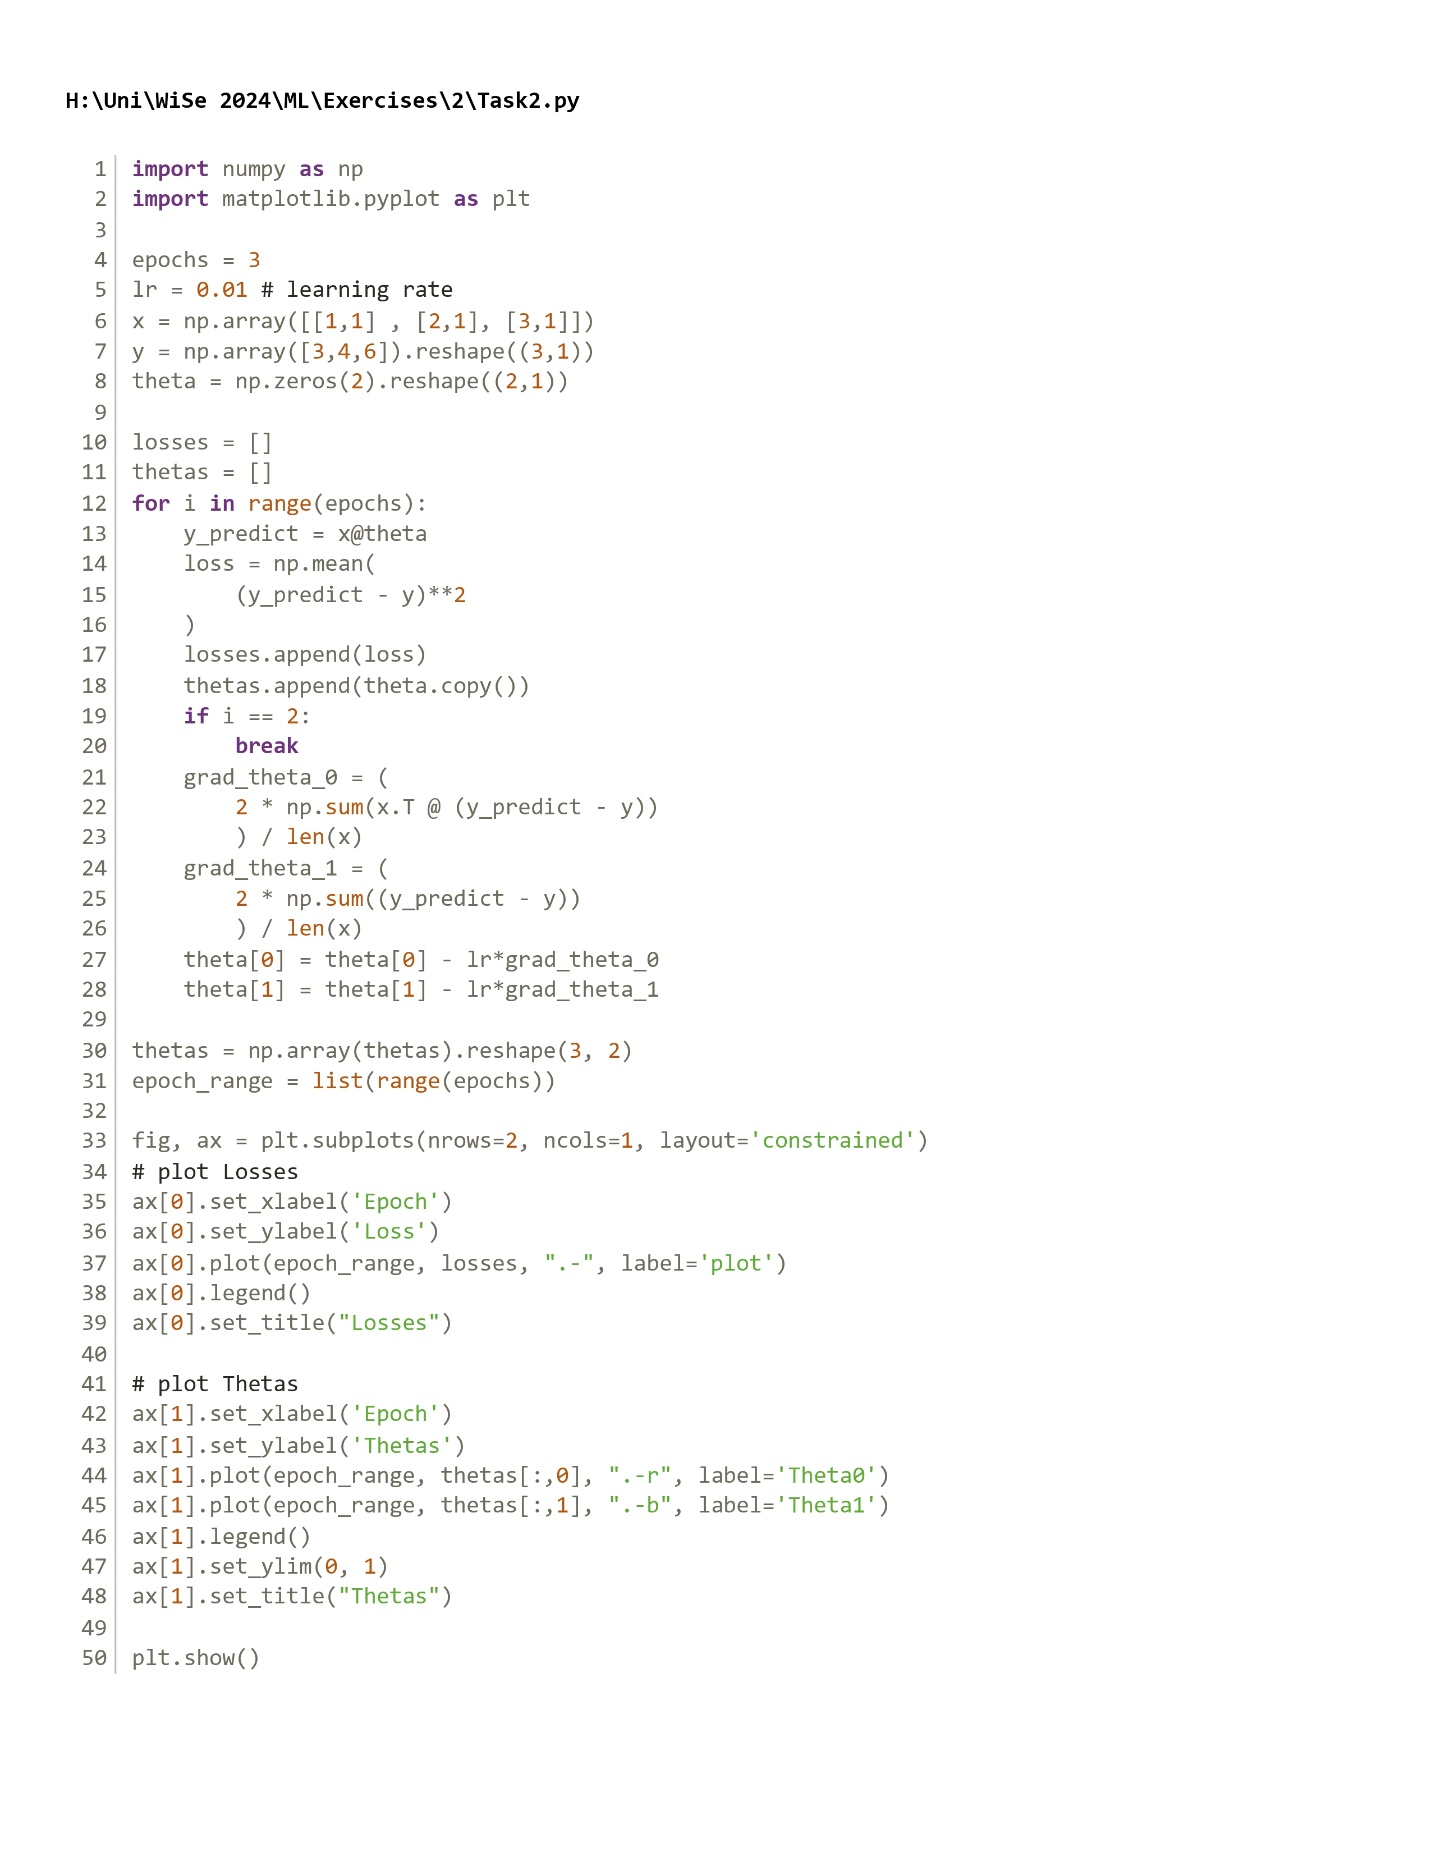 H:\Uni\WiSe 2024\ML\Exercises\2\Task2.py
1 import numpy as np
2 import matplotlib.pyplot as plt
3
4 epochs = 3
5 lr = 0.01 # learning rate
6 x = np.array([[1,1] , [2,1], [3,1]])
7 y = np.array([3,4,6]).reshape((3,1))
8 theta = np.zeros(2).reshape((2,1))
9
10 losses = []
11 thetas = []
12 for i in range(epochs):
13     y_predict = x@theta
14     loss = np.mean(
15         (y_predict - y)**2
16     )
17     losses.append(loss)
18     thetas.append(theta.copy())
19     if i == 2:
20         break
21     grad_theta_0 = (
22         2 * np.sum(x.T @ (y_predict - y))
23         ) / len(x)
24     grad_theta_1 = (
25         2 * np.sum((y_predict - y))
26         ) / len(x)
27     theta[0] = theta[0] - lr*grad_theta_0
28     theta[1] = theta[1] - lr*grad_theta_1
29
30 thetas = np.array(thetas).reshape(3, 2)
31 epoch_range = list(range(epochs))
32
33 fig, ax = plt.subplots(nrows=2, ncols=1, layout='constrained')
34 # plot Losses
35 ax[0].set_xlabel('Epoch')
36 ax[0].set_ylabel('Loss')
37 ax[0].plot(epoch_range, losses, ".-", label='plot')
38 ax[0].legend()
39 ax[0].set_title("Losses")
40
41 # plot Thetas
42 ax[1].set_xlabel('Epoch')
43 ax[1].set_ylabel('Thetas')
44 ax[1].plot(epoch_range, thetas[:,0], ".-r", label='Theta0')
45 ax[1].plot(epoch_range, thetas[:,1], ".-b", label='Theta1')
46 ax[1].legend()
47 ax[1].set_ylim(0, 1)
48 ax[1].set_title("Thetas")
49
50 plt.show()